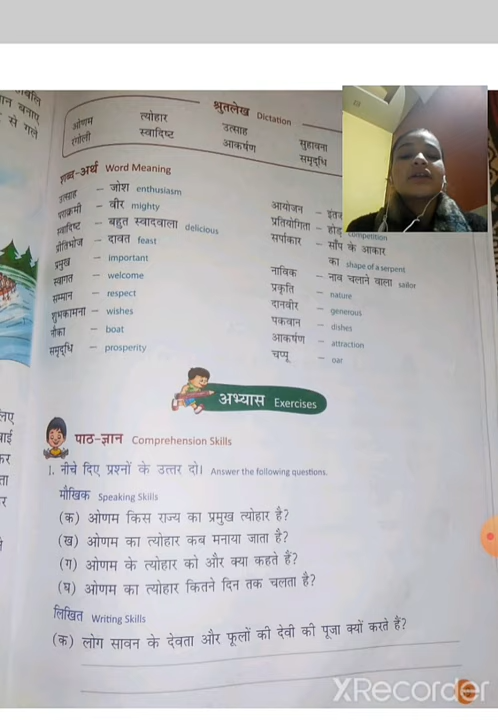 श्रुतलेख Dictation
ओणम त्योहार उत्साह सुहावना
रंगोली स्वादिष्ट आकर्षण समृद्धि
से गले
शब्द-अर्थ Word Meaning
उत्साह – जोश enthusiasm
पराक्रमी – वीर mighty
स्वादिष्ट – बहुत स्वादवाला delicious
प्रीतिभोज – दावत feast
प्रमुख – important
स्वागत – welcome
सम्मान – respect
शुभकामना – wishes
नौका – boat
समृद्धि – prosperity
आयोजन –
प्रतियोगिता – होड़ competition
सर्पाकार – साँप के आकार
का shape of a serpent
नाविक – नाव चलाने वाला sailor
प्रकृति – nature
दानवीर – generous
पकवान – dishes
आकर्षण – attraction
चप्पू – oar
अभ्यास Exercises
पाठ-ज्ञान Comprehension Skills
1. नीचे दिए प्रश्नों के उत्तर दो। Answer the following questions.
मौखिक Speaking Skills
(क) ओणम किस राज्य का प्रमुख त्योहार है?
(ख) ओणम का त्योहार कब मनाया जाता है?
(ग) ओणम के त्योहार को और क्या कहते हैं?
(घ) ओणम का त्योहार कितने दिन तक चलता है?
लिखित Writing Skills
(क) लोग सावन के देवता और फूलों की देवी की पूजा क्यों करते हैं?
XRecorder